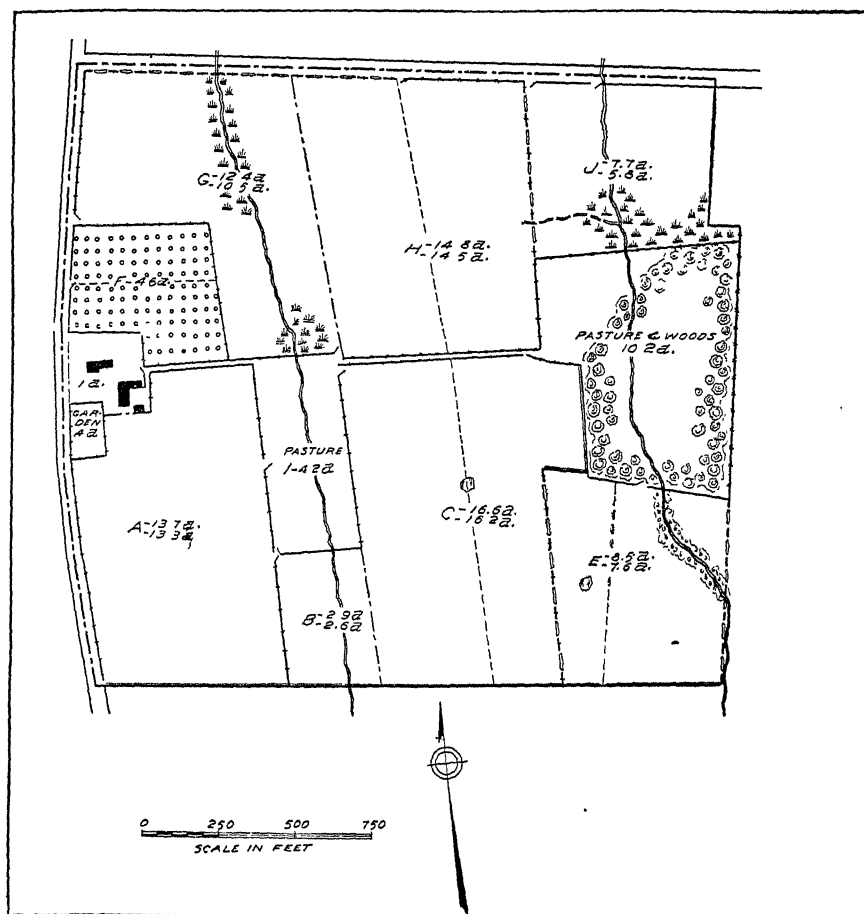 G-12.4a.
G-10.5a.
J-7.7a.
J-5.8a.
H-14.8a.
H-14.5a.
F-4.6a.
PASTURE & WOODS
10.2a.
1a.
GAR-
DEN
.4a
PASTURE
I-4.2a
A-13.7a.
A-13.3a
C-16.6a.
C-16.2a.
E-8.5a.
E-7.6a.
B-2.9a
B-2.6a
0 250 500 750
SCALE IN FEET